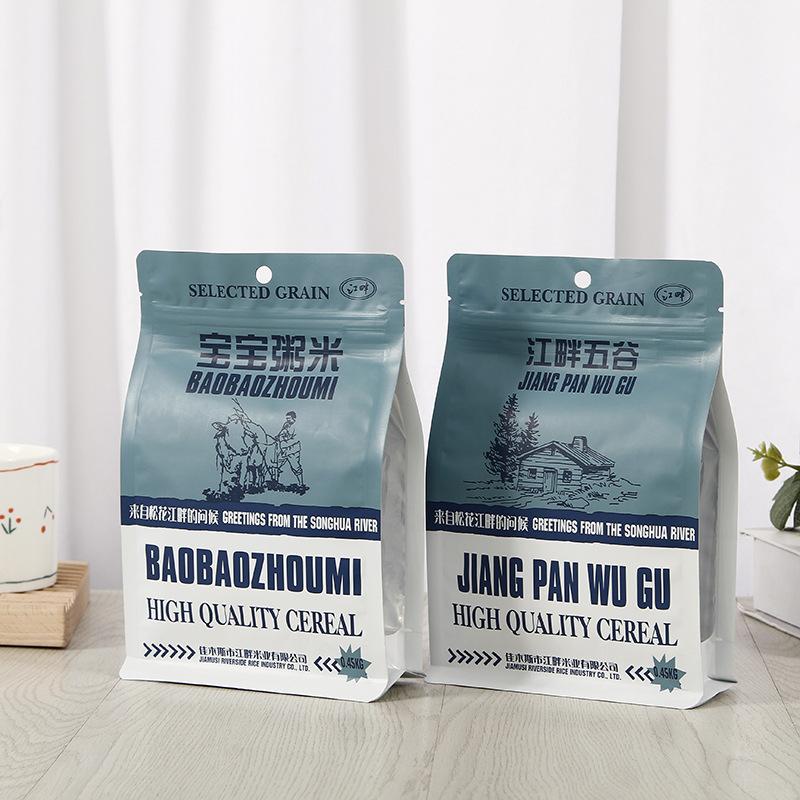 SELECTED GRAIN 江畔
宝宝粥米
BAOBAOZHOUMI
来自松花江畔的问候 GREETINGS FROM THE SONGHUA RIVER
BAOBAOZHOUMI
HIGH QUALITY CEREAL
佳木斯市江畔米业有限公司
JIAMUSI RIVERSIDE RICE INDUSTRY CO., LTD.
0.45KG
SELECTED GRAIN 江畔
江畔五谷
JIANG PAN WU GU
来自松花江畔的问候 GREETINGS FROM THE SONGHUA RIVER
JIANG PAN WU GU
HIGH QUALITY CEREAL
佳木斯市江畔米业有限公司
JIAMUSI RIVERSIDE RICE INDUSTRY CO., LTD.
0.45KG